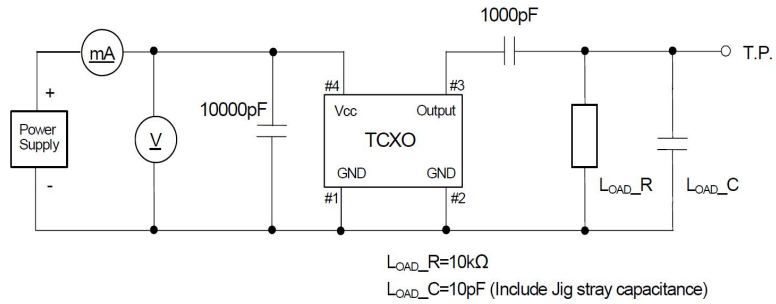 1000pF
mA
T.P.
+
#4
#3
10000pF
Vcc
Output
Power
Supply
V
TCXO
GND
GND
-
#1
#2
LOAD_R
LOAD_C
LOAD_R=10kΩ
LOAD_C=10pF (Include Jig stray capacitance)